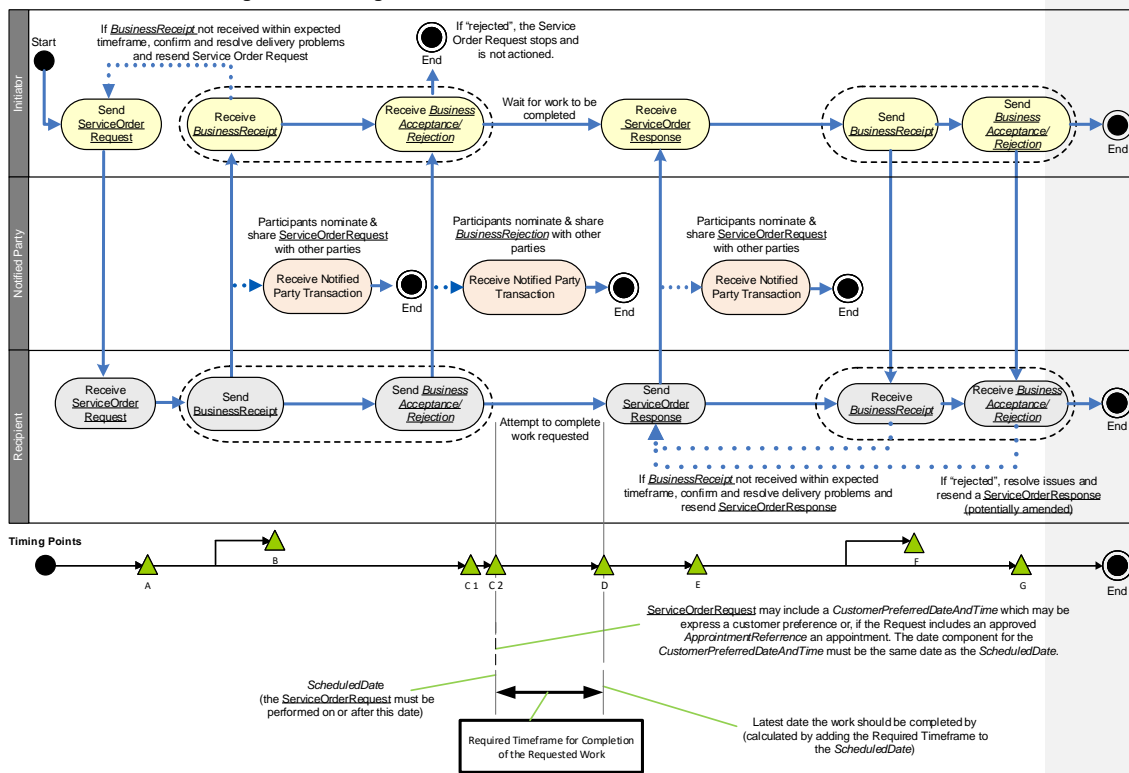 Initiator
Start
If BusinessReceipt not received within expected
timeframe, confirm and resolve delivery problems
and resend Service Order Request
End
If “rejected”, the Service
Order Request stops and
is not actioned.
Send
ServiceOrder
Request
Receive
BusinessReceipt
Receive Business
Acceptance/
Rejection
Wait for work to be
completed
Receive
ServiceOrder
Response
Send
BusinessReceipt
Send
Business
Acceptance/
Rejection
End
Notified Party
Participants nominate &
share ServiceOrderRequest
with other parties
Receive Notified
Party Transaction
End
Participants nominate & share
BusinessRejection with other
parties
Receive Notified Party
Transaction
End
Participants nominate &
share ServiceOrderRequest
with other parties
Receive Notified
Party Transaction
End
Recipient
Receive
ServiceOrder
Request
Send
BusinessReceipt
Send Business
Acceptance/
Rejection
Attempt to complete
work requested
Send
ServiceOrder
Response
Receive
BusinessReceipt
Receive Business
Acceptance/
Rejection
End
If BusinessReceipt not received within expected
timeframe, confirm and resolve delivery problems and
resend ServiceOrderResponse
If “rejected”, resolve issues and
resend a ServiceOrderResponse
(potentially amended)
Timing Points
A
B
C 1
C 2
D
E
F
G
End
ServiceOrderRequest may include a CustomerPreferredDateAndTime which may be
express a customer preference or, if the Request includes an approved
ApprointmentReferrence an appointment. The date component for the
CustomerPreferredDateAndTime must be the same date as the ScheduledDate.
ScheduledDate
(the ServiceOrderRequest must be
performed on or after this date)
Required Timeframe for Completion
of the Requested Work
Latest date the work should be completed by
(calculated by adding the Required Timeframe to
the ScheduledDate)